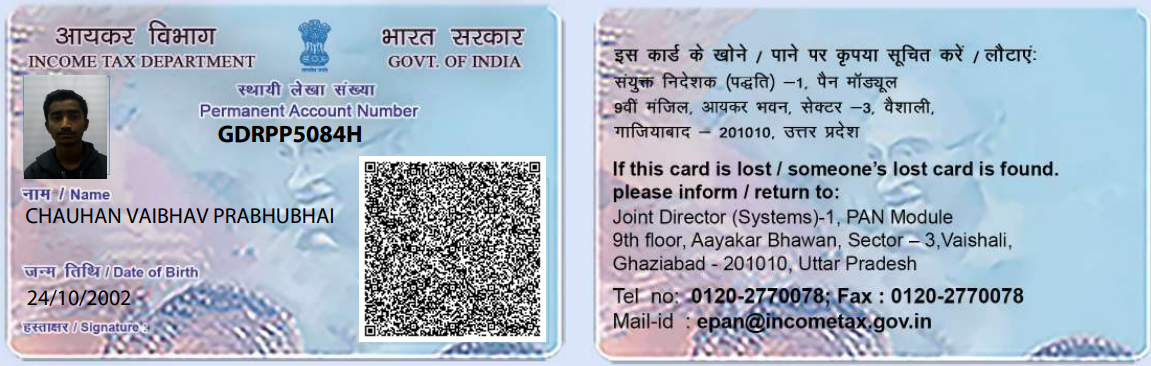 आयकर विभाग
INCOME TAX DEPARTMENT
भारत सरकार
GOVT. OF INDIA
स्थायी लेखा संख्या
Permanent Account Number
GDRPP5084H
नाम / Name
CHAUHAN VAIBHAV PRABHUBHAI
जन्म तिथि / Date of Birth
24/10/2002
हस्ताक्षर / Signature :
इस कार्ड के खोने / पाने पर कृपया सूचित करें / लौटाएं:
संयुक्त निदेशक (पद्धति) –1, पैन मॉड्यूल
9वीं मंजिल, आयकर भवन, सेक्टर –3, वैशाली,
गाजियाबाद – 201010, उत्तर प्रदेश
If this card is lost / someone's lost card is found.
please inform / return to:
Joint Director (Systems)-1, PAN Module
9th floor, Aayakar Bhawan, Sector – 3,Vaishali,
Ghaziabad - 201010, Uttar Pradesh
Tel no: 0120-2770078; Fax : 0120-2770078
Mail-id : epan@incometax.gov.in